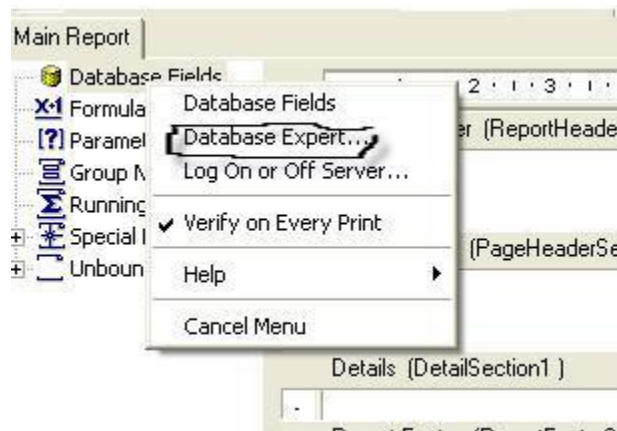 Main Report
Database Fields
Formula
Paramet
Group N
Running
Special
Unboun
Database Fields
Database Expert...
Log On or Off Server...
Verify on Every Print
Help
Cancel Menu
2 · ı · 3 · ı ·
er (ReportHeade
(PageHeaderSe
Details (DetailSection1 )